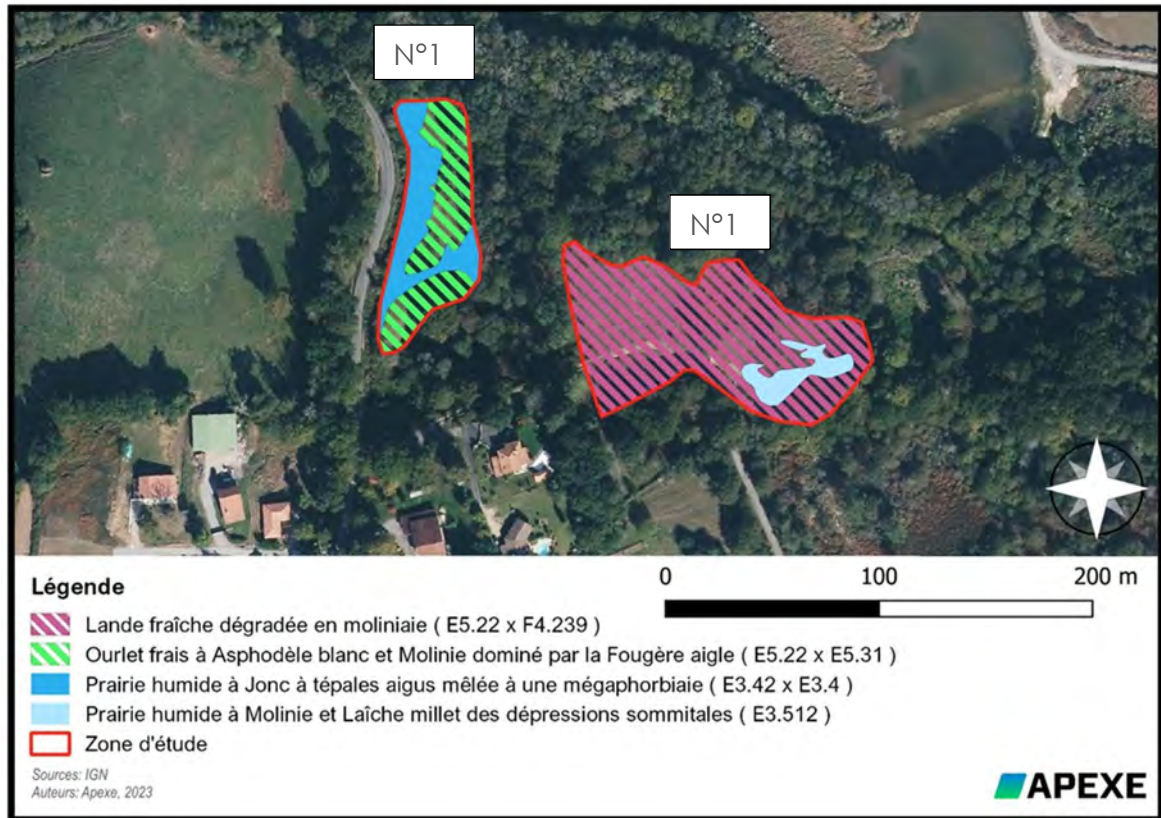 N°1
N°1
Légende
0 100 200 m
Lande fraîche dégradée en moliniaie ( E5.22 x F4.239 )
Ourlet frais à Asphodèle blanc et Molinie dominé par la Fougère aigle ( E5.22 x E5.31 )
Prairie humide à Jonc à tépales aigus mêlée à une mégaphorbiaie ( E3.42 x E3.4 )
Prairie humide à Molinie et Laîche millet des dépressions sommitales ( E3.512 )
Zone d'étude
Sources: IGN
Auteurs: Apexe, 2023
APEXE